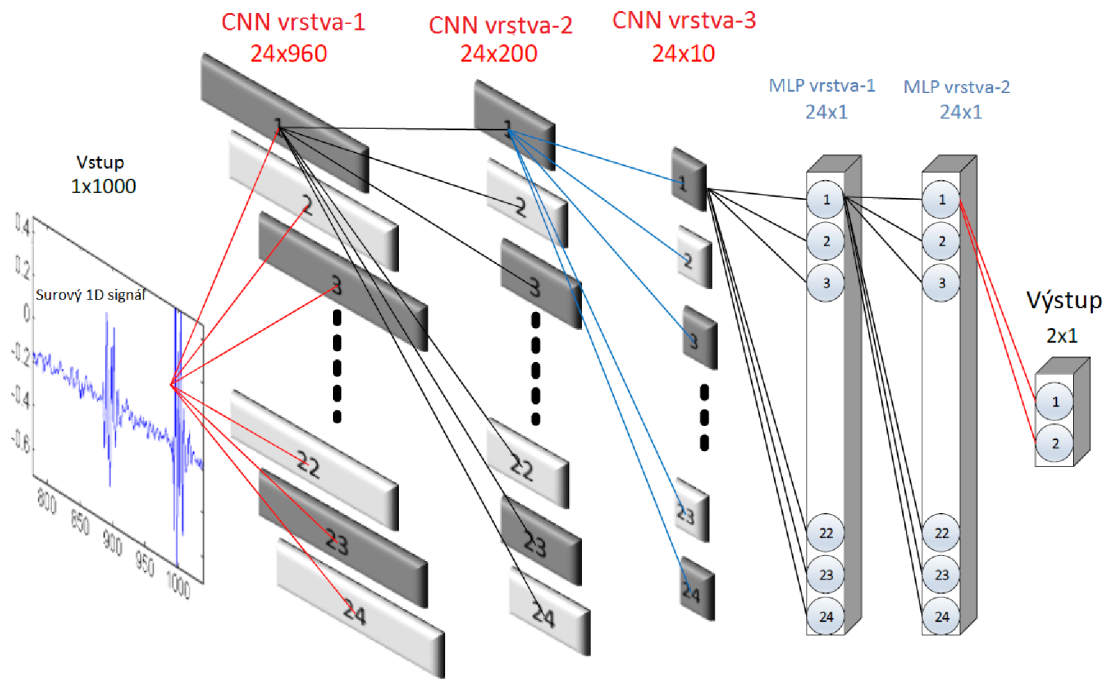 CNN vrstva-1
24x960
CNN vrstva-2
24x200
CNN vrstva-3
24x10
MLP vrstva-1
24x1
MLP vrstva-2
24x1
Vstup
1x1000
Surový 1D signál
0.4
0.2
0
-0.2
-0.4
-0.6
800
850
900
950
1000
1
2
3
22
23
24
1
2
3
22
23
24
1
2
3
23
24
1
2
3
22
23
24
1
2
3
22
23
24
Výstup
2x1
1
2